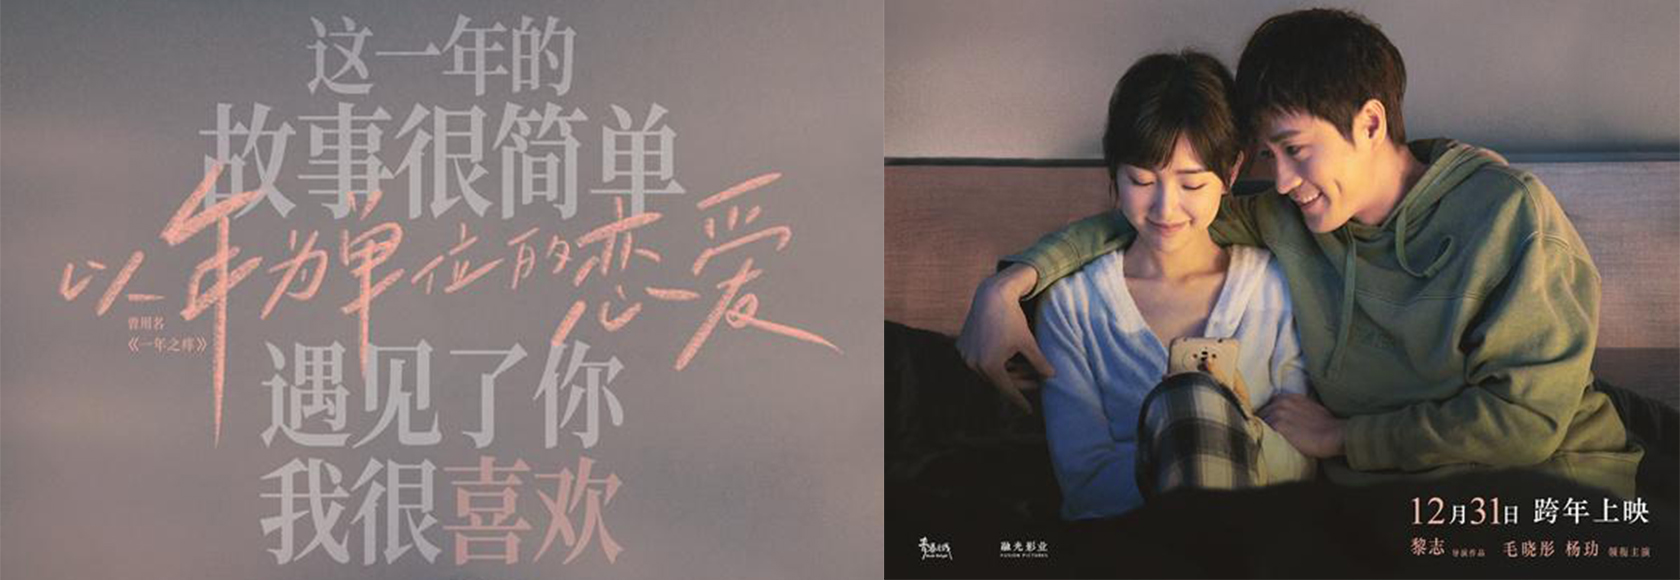 这一年的
故事很简单
以年为单位的恋爱
曾用名
《一年之痒》
遇见了你
我很喜欢
融光影业
12月31日 跨年上映
黎志 导演作品 毛晓彤 杨玏 领衔主演